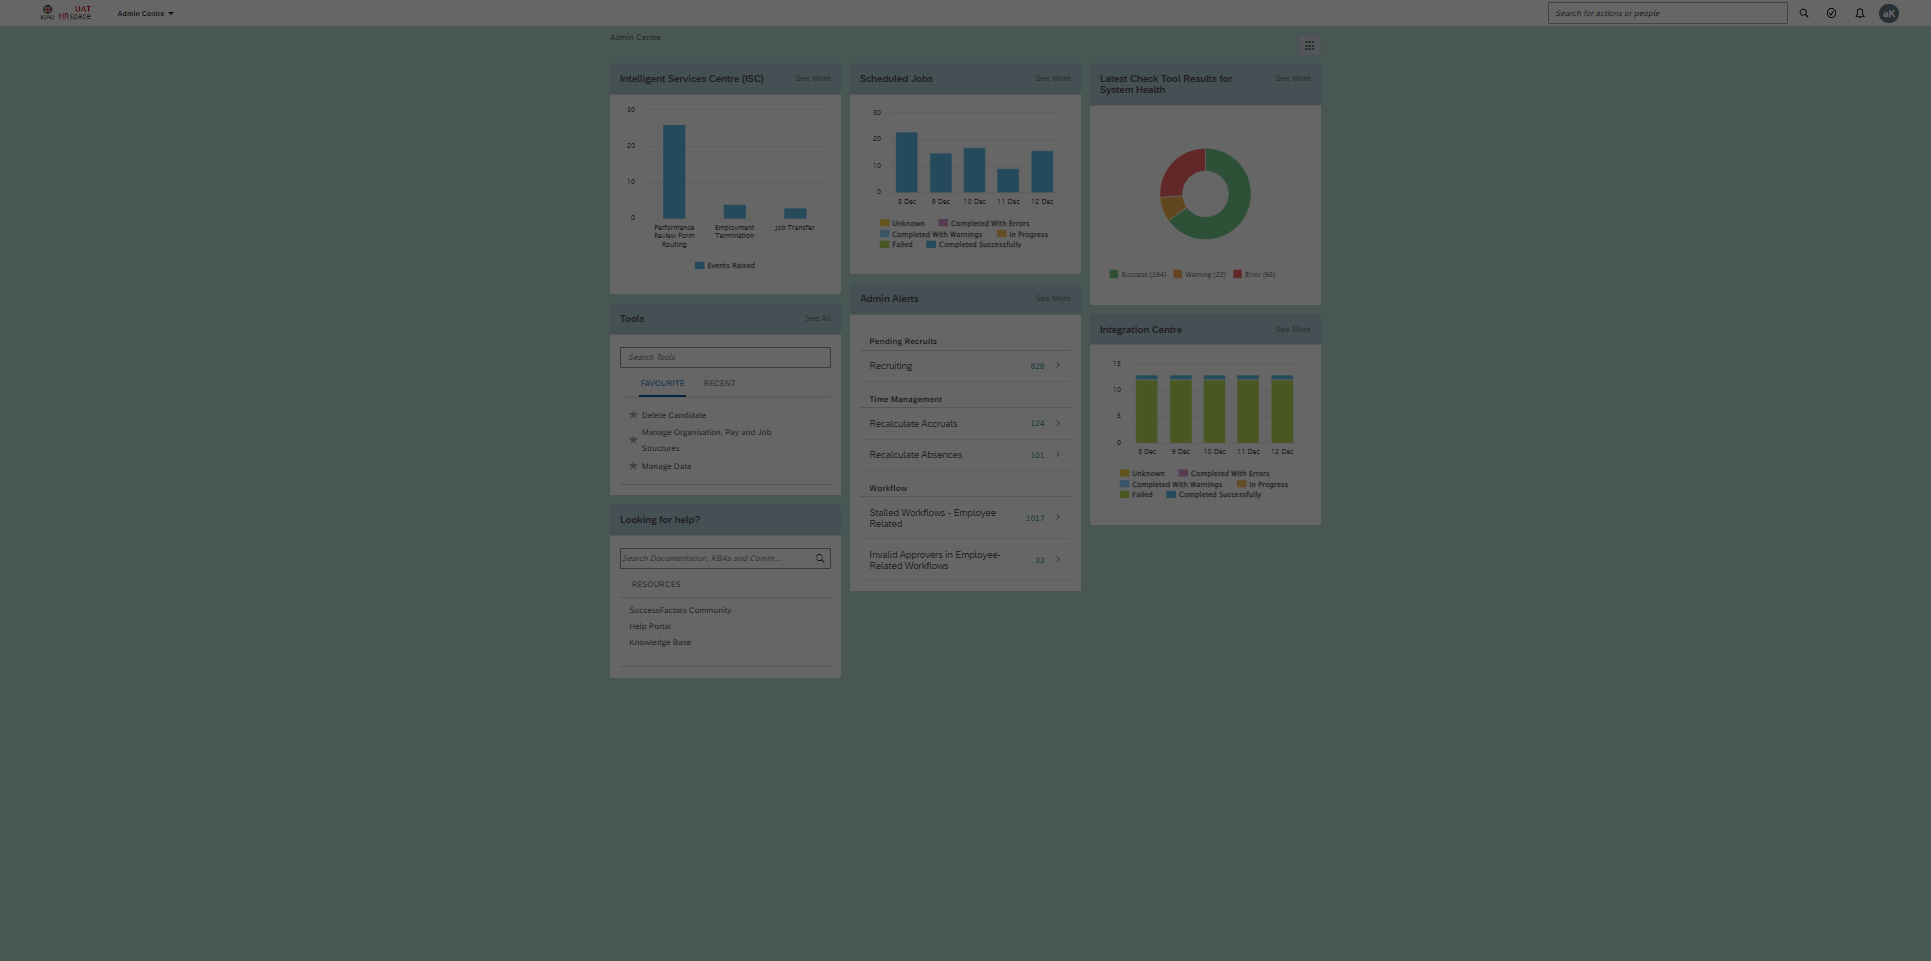 ICRC
UAT
HRspace
Admin Centre
Search for actions or people
aK
Admin Centre
Intelligent Services Centre (ISC)
See More
30
20
10
0
Performance
Review Form
Routing
Employment
Termination
Job Transfer
Events Raised
Tools
See All
Search Tools
FAVOURITE
RECENT
Delete Candidate
Manage Organisation, Pay and Job
Structures
Manage Data
Looking for help?
Search Documentation, KBAs and Comm...
RESOURCES
SuccessFactors Community
Help Portal
Knowledge Base
Scheduled Jobs
See More
30
20
10
0
8 Dec
9 Dec
10 Dec
11 Dec
12 Dec
Unknown
Completed With Errors
Completed With Warnings
In Progress
Failed
Completed Successfully
Admin Alerts
See More
Pending Recruits
Recruiting
828
Time Management
Recalculate Accruals
124
Recalculate Absences
101
Workflow
Stalled Workflows - Employee
Related
1017
Invalid Approvers in Employee-
Related Workflows
33
Latest Check Tool Results for
System Health
See More
Success (164)
Warning (22)
Error (66)
Integration Centre
See More
15
10
5
0
8 Dec
9 Dec
10 Dec
11 Dec
12 Dec
Unknown
Completed With Errors
Completed With Warnings
In Progress
Failed
Completed Successfully